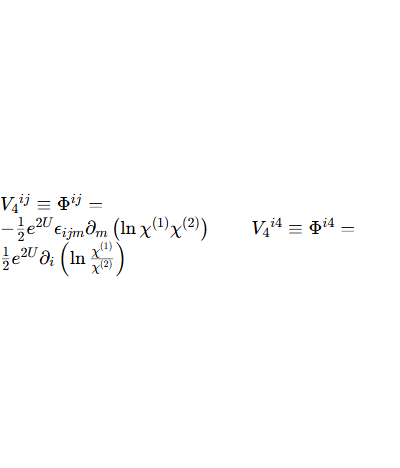 $V_4{}^{ij} \equiv \Phi^{ij} =$
$-\frac{1}{2} e^{2U} \epsilon_{ijm} \partial_m \left( \ln \chi^{(1)} \chi^{(2)} \right) \qquad V_4{}^{i4} \equiv \Phi^{i4} =$
$\frac{1}{2} e^{2U} \partial_i \left( \ln \frac{\chi^{(1)}}{\chi^{(2)}} \right)$